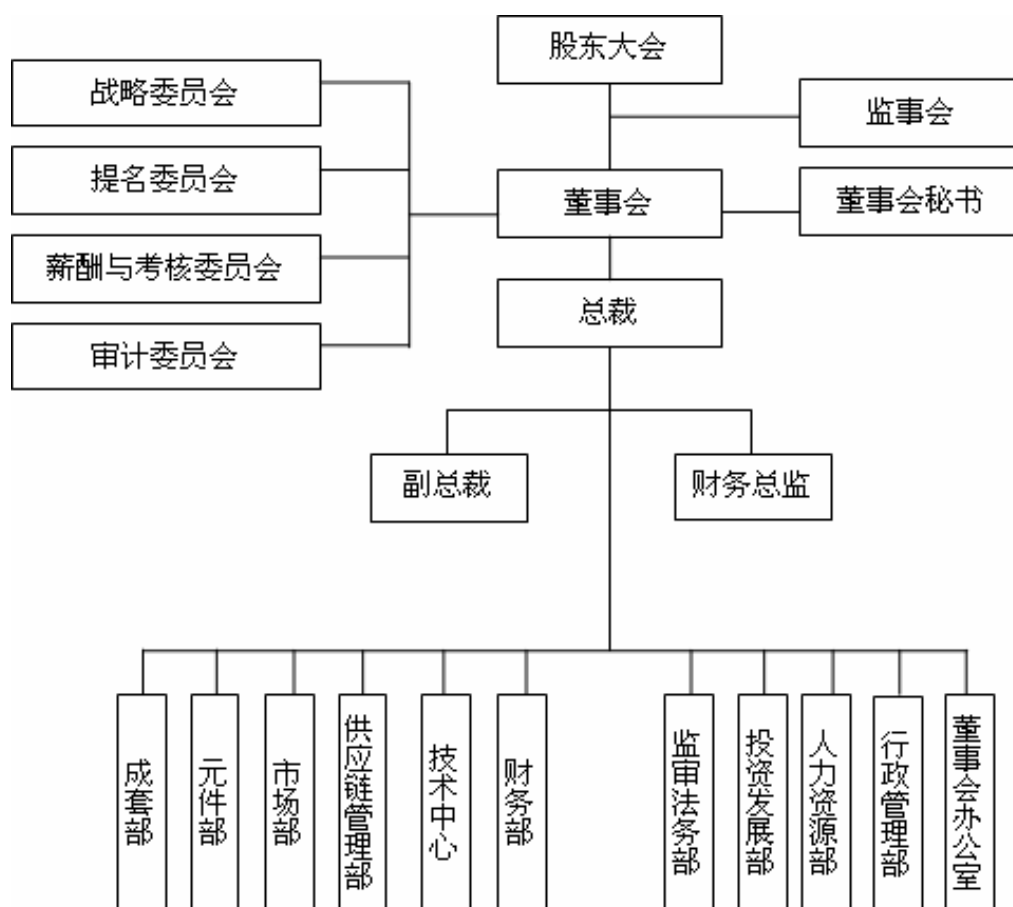 股东大会
战略委员会
监事会
提名委员会
董事会
董事会秘书
薪酬与考核委员会
总裁
审计委员会
副总裁
财务总监
成套部
元件部
市场部
供应链管理部
技术中心
财务部
监审法务部
投资发展部
人力资源部
行政管理部
董事会办公室